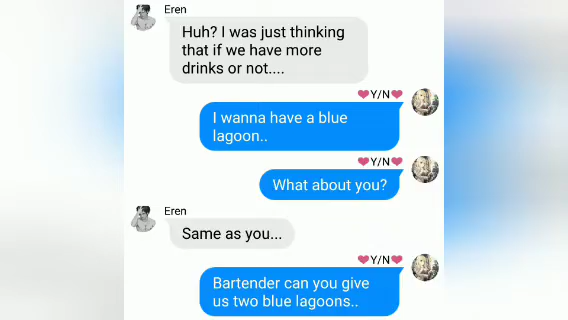 Eren
Huh? I was just thinking
that if we have more
drinks or not....
❤Y/N❤
I wanna have a blue
lagoon..
❤Y/N❤
What about you?
Eren
Same as you...
❤Y/N❤
Bartender can you give
us two blue lagoons..